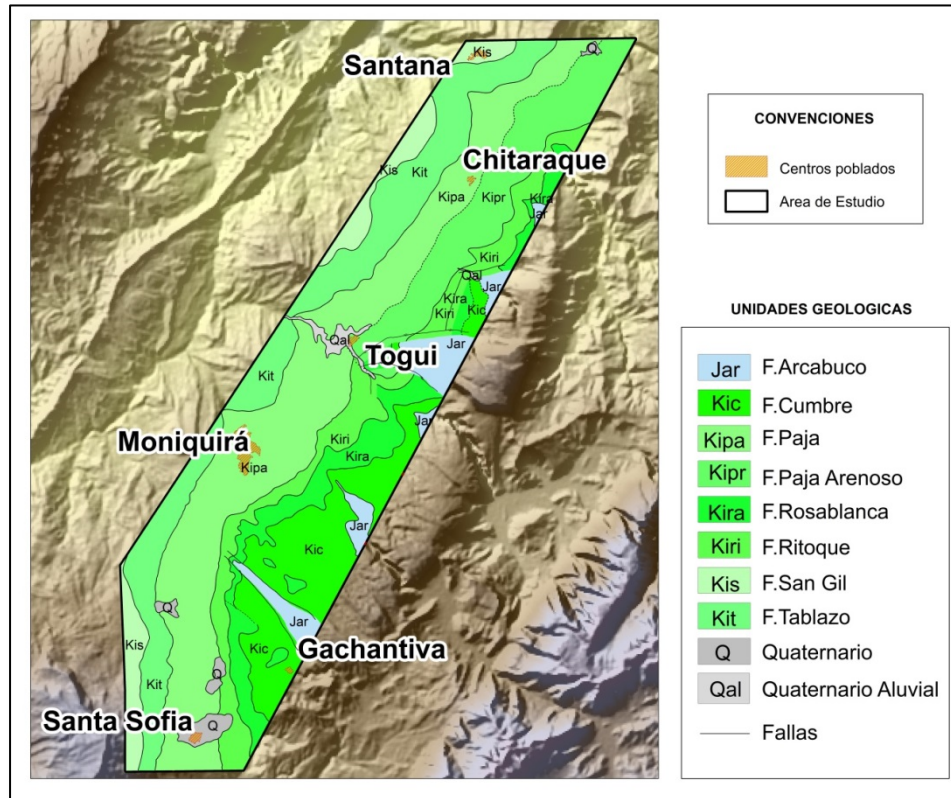 Santana
Kis
Q
Kis
Kit
Chitaraque
Kipa
Kipr
Kira
Jar
Kiri
Qal
Jar
Kira
Kiri
Kic
Qal
Togui
Jar
Kit
Moniquirá
Kipa
Kiri
Kira
Jar
Jar
Kic
Q
Jar
Gachantiva
Kis
Kic
Kit
Q
Santa Sofia
Q
CONVENCIONES
Centros poblados
Area de Estudio
UNIDADES GEOLOGICAS
Jar F.Arcabuco
Kic F.Cumbre
Kipa F.Paja
Kipr F.Paja Arenoso
Kira F.Rosablanca
Kiri F.Ritoque
Kis F.San Gil
Kit F.Tablazo
Q Quaternario
Qal Quaternario Aluvial
Fallas